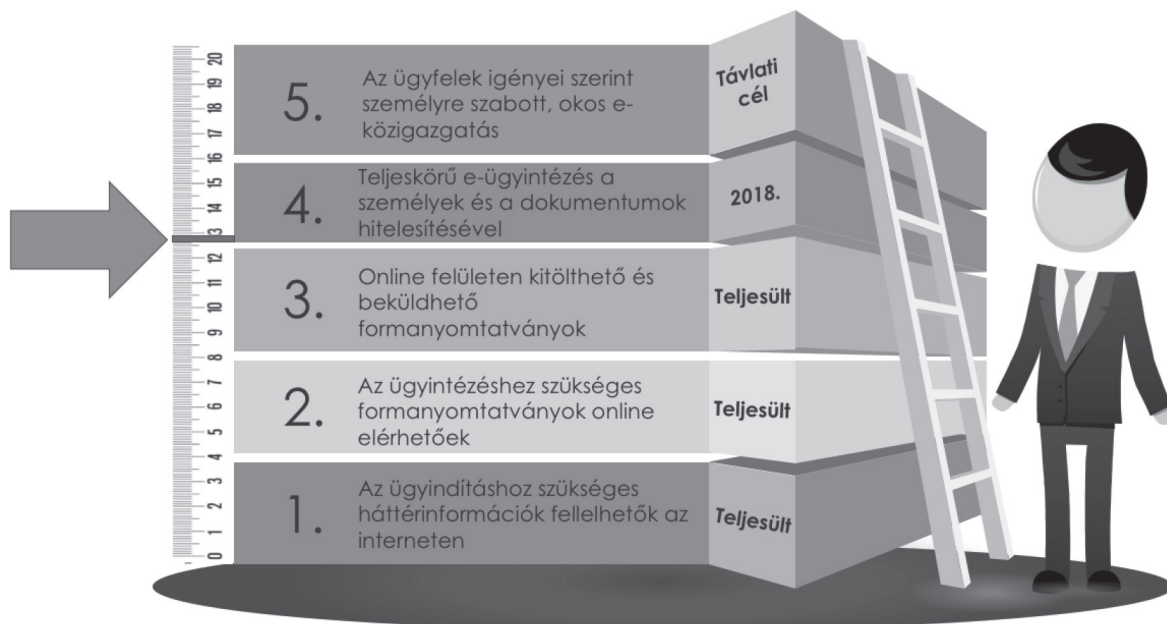 5.
Az ügyfelek igényei szerint
személyre szabott, okos e-
közigazgatás
Távlati
cél
4.
Teljeskörű e-ügyintézés a
személyek és a dokumentumok
hitelesítésével
2018.
3.
Online felületen kitölthető és
beküldhető
formanyomtatványok
Teljesült
2.
Az ügyintézéshez szükséges
formanyomtatványok online
elérhetőek
Teljesült
1.
Az ügyindításhoz szükséges
háttérinformációk fellelhetők az
interneten
Teljesült
20
19
18
17
16
15
14
13
12
11
10
9
8
7
6
5
4
3
2
1
0